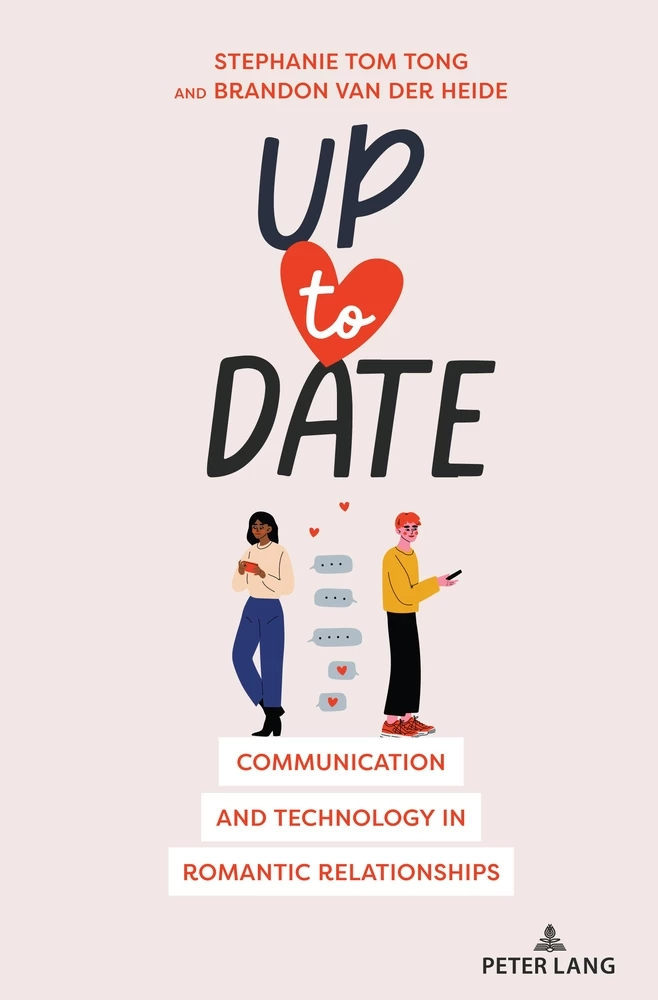 STEPHANIE TOM TONG
AND BRANDON VAN DER HEIDE
UP
to
DATE
COMMUNICATION
AND TECHNOLOGY IN
ROMANTIC RELATIONSHIPS
PETER LANG